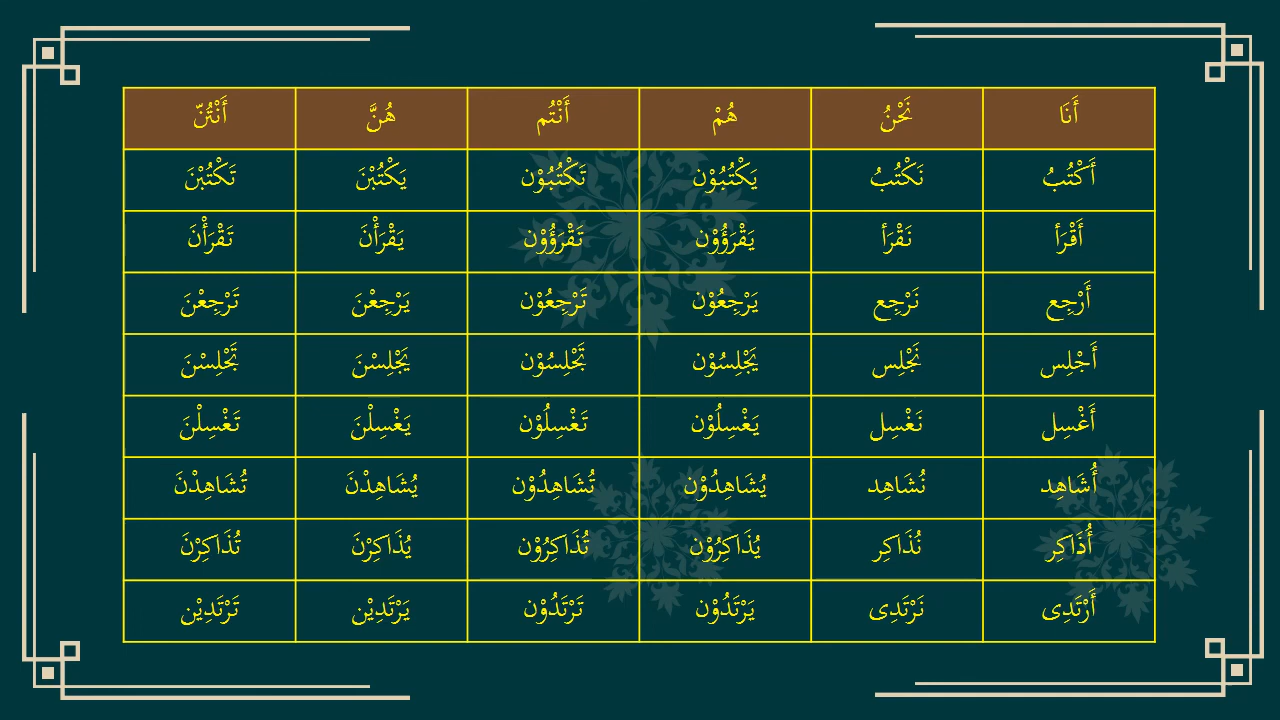 أَنَا نَحْنُ هُمْ أَنْتُم هُنَّ أَنْتُنّ
أَكْتُبُ نَكْتُبُ يَكْتُبُوْن تَكْتُبُوْن يَكْتُبْنَ تَكْتُبْنَ
أَقْرَأ نَقْرَأ يَقْرَؤُوْن تَقْرَؤُوْن يَقْرَأْنَ تَقْرَأْنَ
أَرْجِع نَرْجِع يَرْجِعُوْن تَرْجِعُوْن يَرْجِعْنَ تَرْجِعْنَ
أَجْلِس نَجْلِس يَجْلِسُوْن تَجْلِسُوْن يَجْلِسْنَ تَجْلِسْنَ
أَغْسِل نَغْسِل يَغْسِلُوْن تَغْسِلُوْن يَغْسِلْنَ تَغْسِلْنَ
أُشَاهِد نُشَاهِد يُشَاهِدُوْن تُشَاهِدُوْن يُشَاهِدْنَ تُشَاهِدْنَ
أُذَاكِر نُذَاكِر يُذَاكِرُوْن تُذَاكِرُوْن يُذَاكِرْنَ تُذَاكِرْنَ
أَرْتَدِى نَرْتَدِى يَرْتَدُوْن تَرْتَدُوْن يَرْتَدِيْن تَرْتَدِيْن